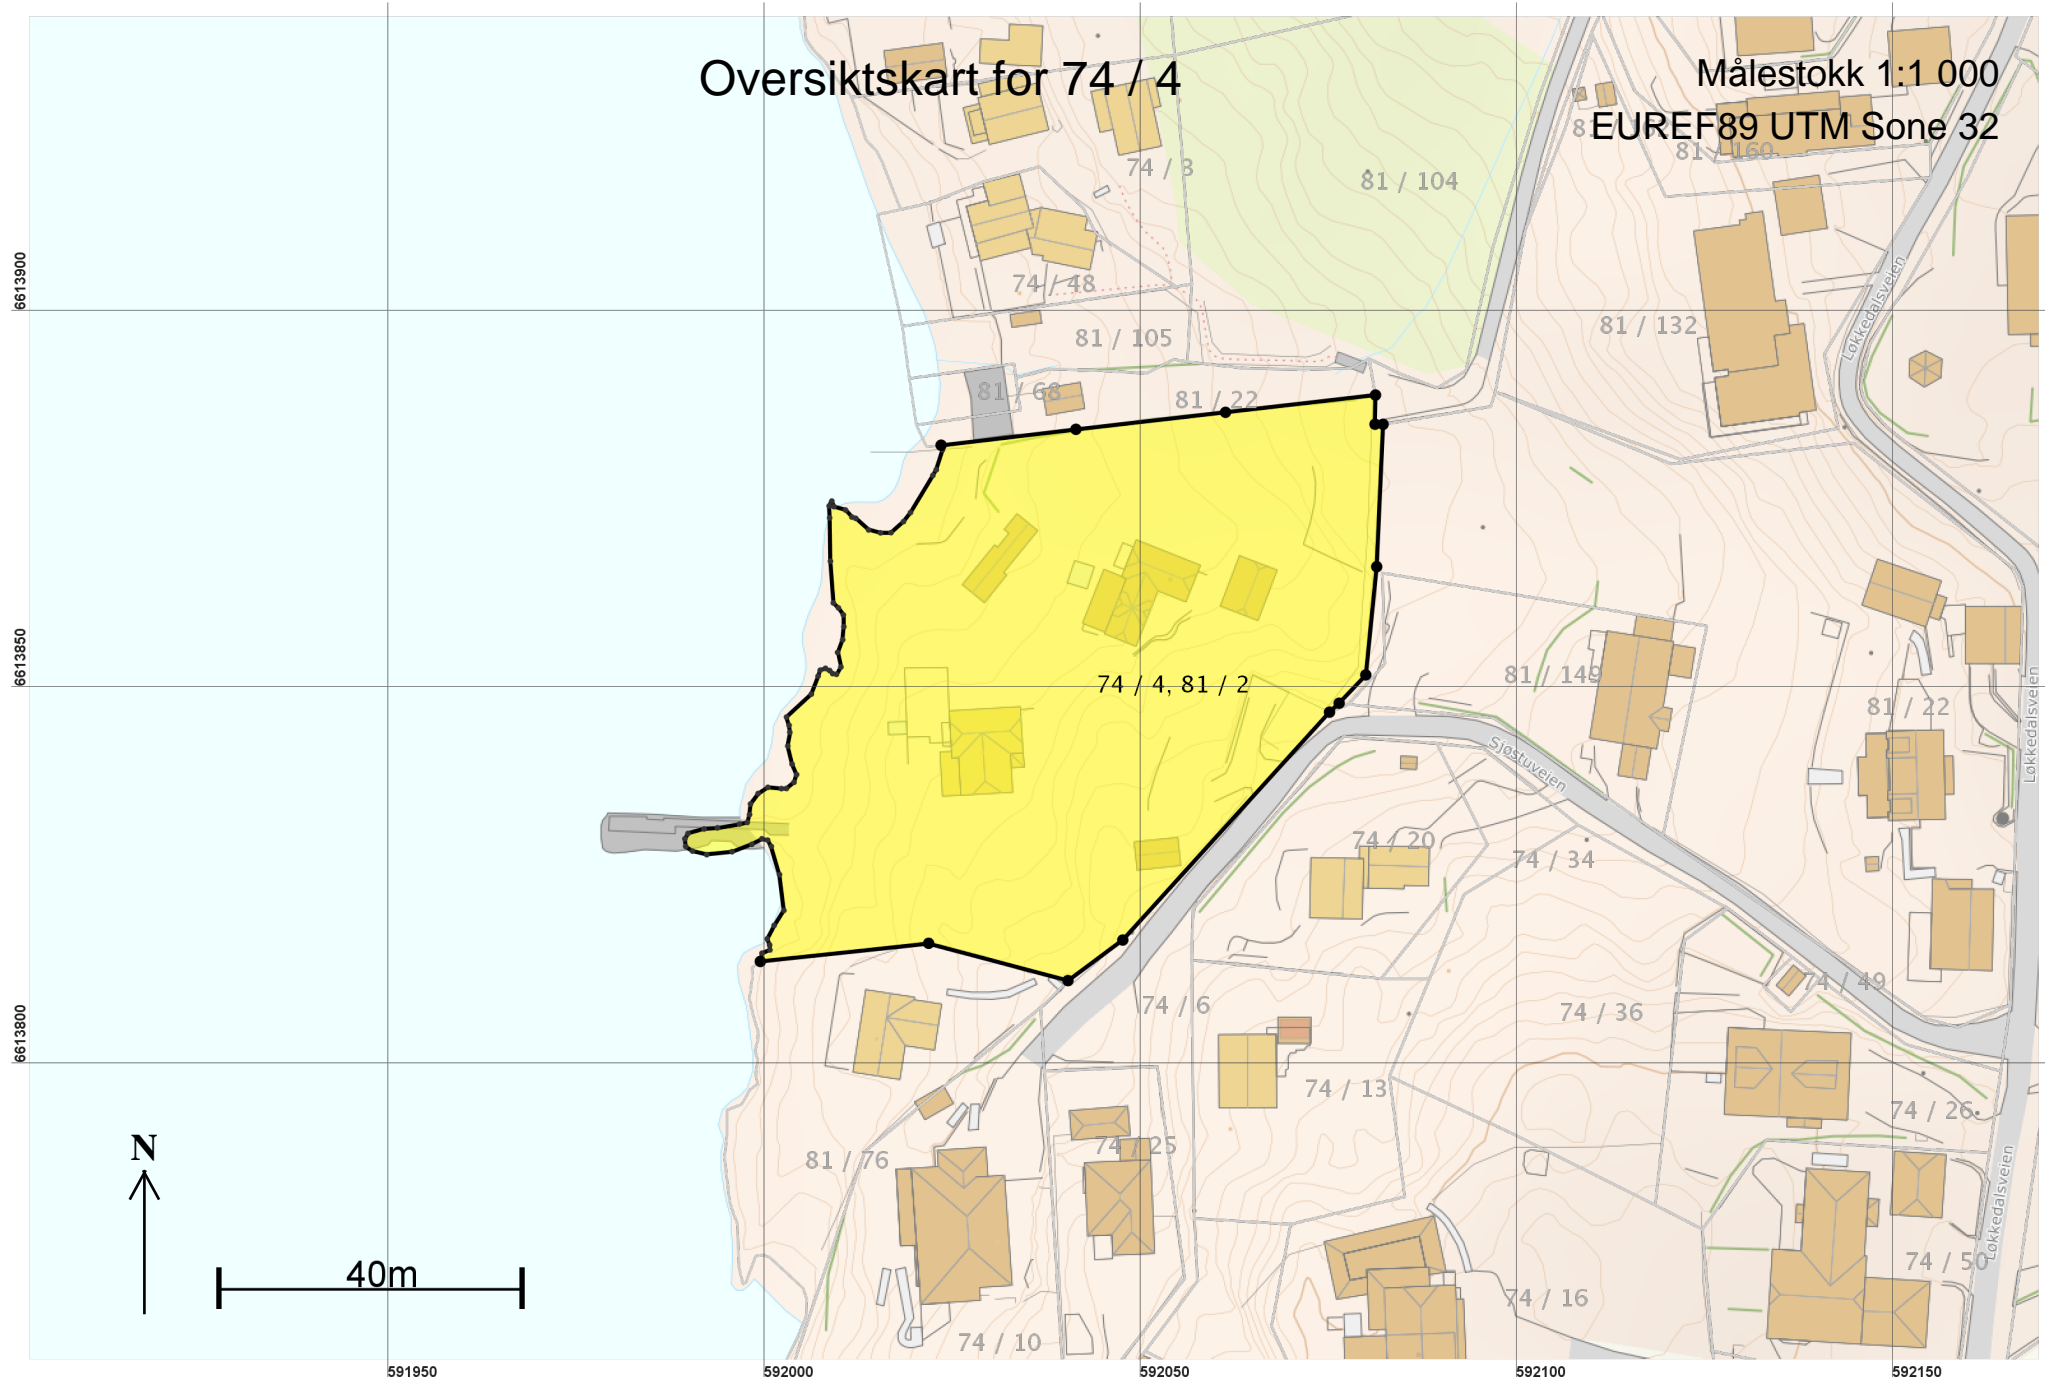 Oversiktskart for 74 / 4
Målestokk 1:1 000
EUREF89 UTM Sone 32
81 / 160
74 / 3
81 / 104
74 / 48
81 / 105
81 / 132
Løkkedalsveien
81 / 68
81 / 22
6613900
6613850
6613800
74 / 4, 81 / 2
81 / 149
81 / 22
Sjøstuveien
Løkkedalsveien
74 / 20
74 / 34
74 / 49
74 / 6
74 / 36
74 / 13
74 / 26
74 / 25
81 / 76
Løkkedalsveien
74 / 50
74 / 16
74 / 10
N
40m
591950
592000
592050
592100
592150